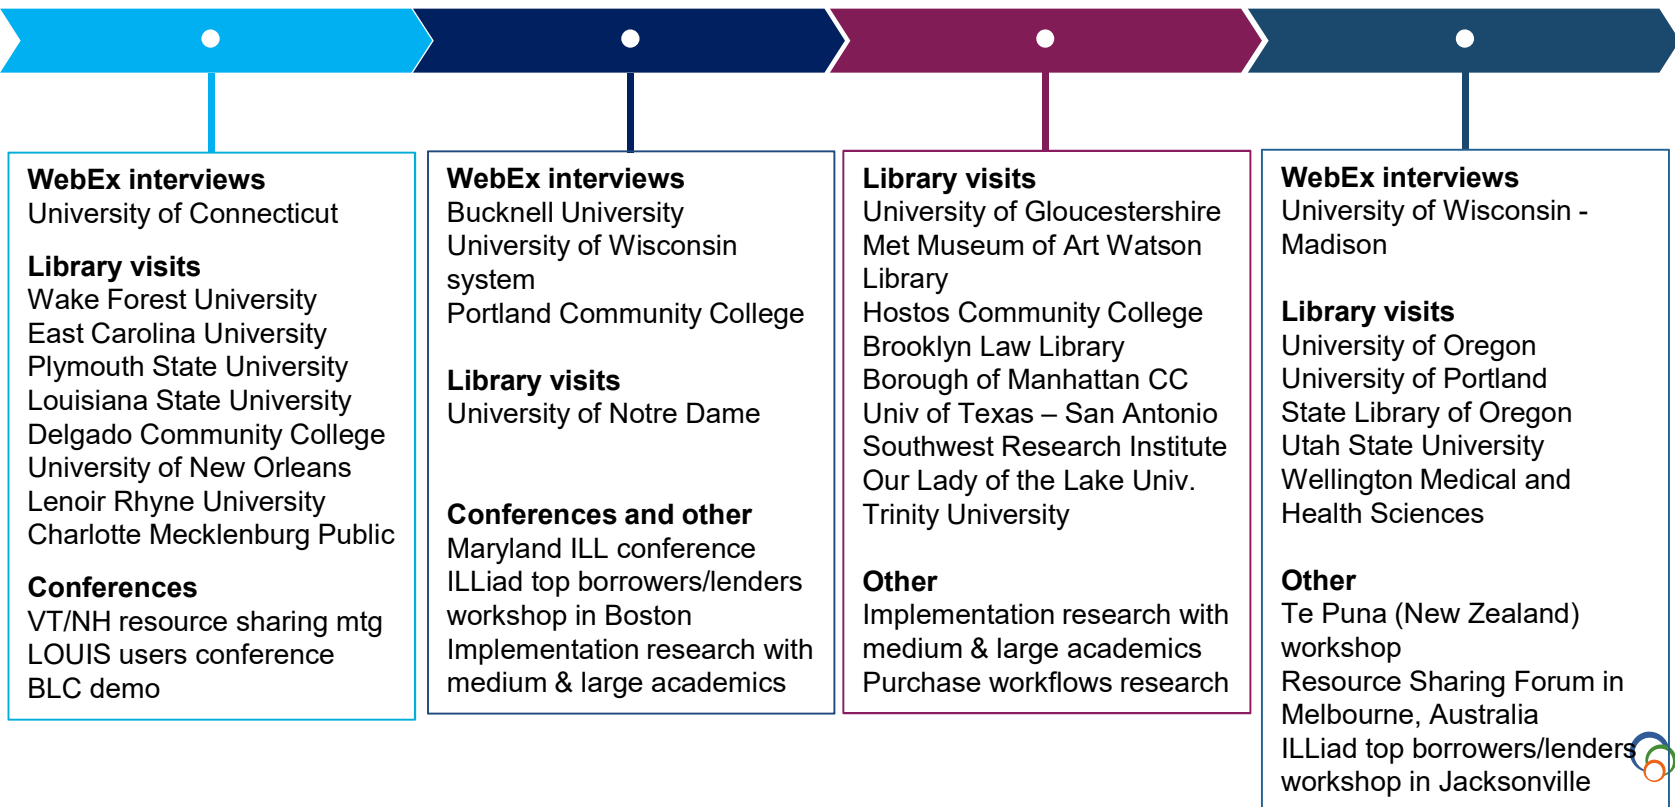 WebEx interviews
University of Connecticut
Library visits
Wake Forest University
East Carolina University
Plymouth State University
Louisiana State University
Delgado Community College
University of New Orleans
Lenoir Rhyne University
Charlotte Mecklenburg Public
Conferences
VT/NH resource sharing mtg
LOUIS users conference
BLC demo
WebEx interviews
Bucknell University
University of Wisconsin
system
Portland Community College
Library visits
University of Notre Dame
Conferences and other
Maryland ILL conference
ILLiad top borrowers/lenders
workshop in Boston
Implementation research with
medium & large academics
Library visits
University of Gloucestershire
Met Museum of Art Watson
Library
Hostos Community College
Brooklyn Law Library
Borough of Manhattan CC
Univ of Texas – San Antonio
Southwest Research Institute
Our Lady of the Lake Univ.
Trinity University
Other
Implementation research with
medium & large academics
Purchase workflows research
WebEx interviews
University of Wisconsin -
Madison
Library visits
University of Oregon
University of Portland
State Library of Oregon
Utah State University
Wellington Medical and
Health Sciences
Other
Te Puna (New Zealand)
workshop
Resource Sharing Forum in
Melbourne, Australia
ILLiad top borrowers/lenders
workshop in Jacksonville